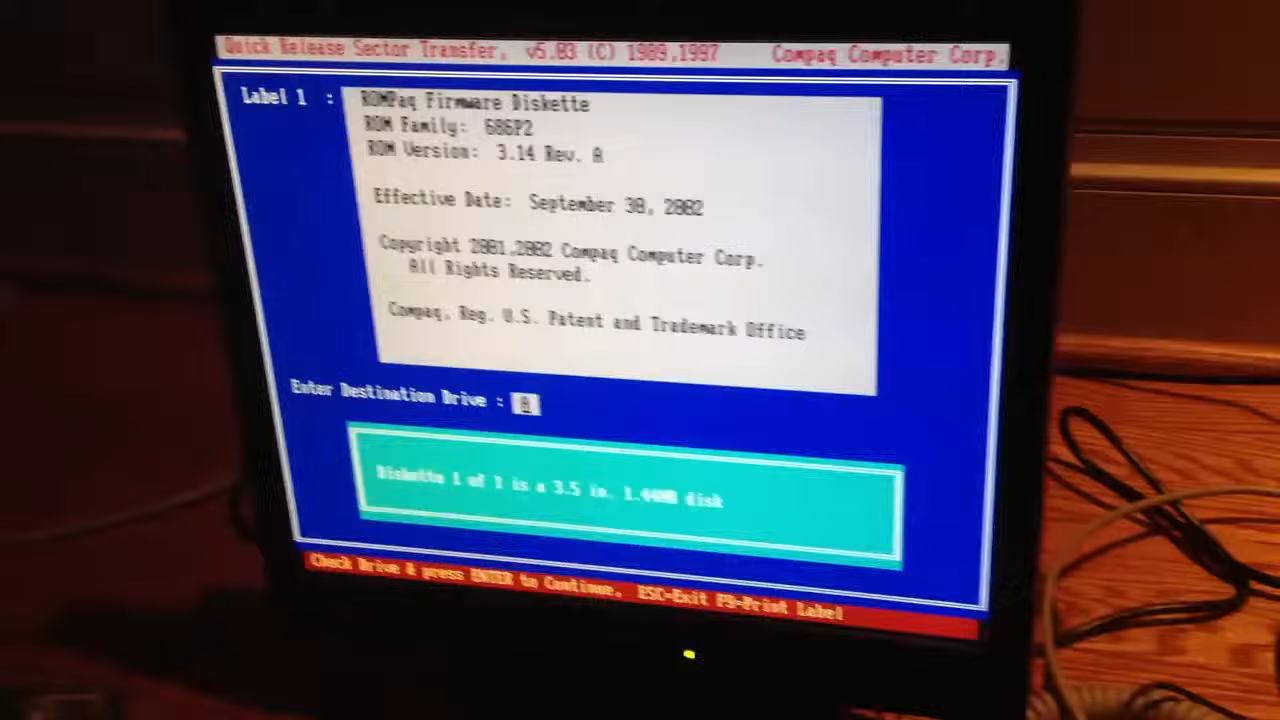 Quick Release Sector Transfer, v5.03 (C) 1989,1997 Compaq Computer Corp.
Label 1 : ROMPaq Firmware Diskette
ROM Family: 686P2
ROM Version: 3.14 Rev. A
Effective Date: September 30, 2002
Copyright 2001,2002 Compaq Computer Corp.
All Rights Reserved.
Compaq, Reg. U.S. Patent and Trademark Office
Enter Destination Drive : A
Diskette 1 of 1 is a 3.5 in. 1.44MB disk
Check Drive & press ENTER to Continue. ESC=Exit F9=Print Label